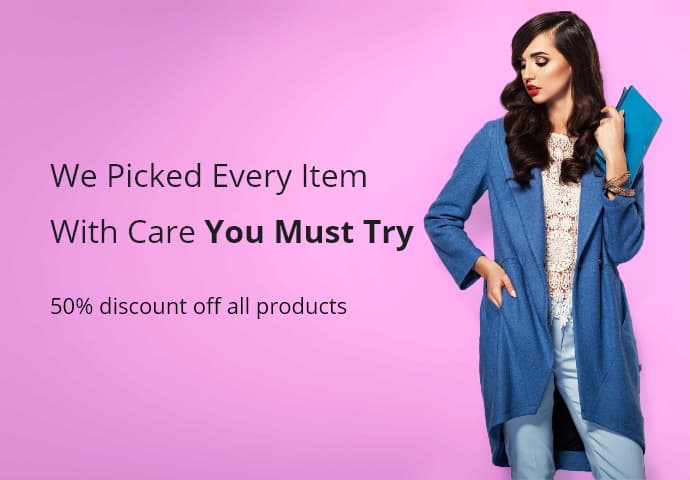 We Picked Every Item
With Care You Must Try
50% discount off all products